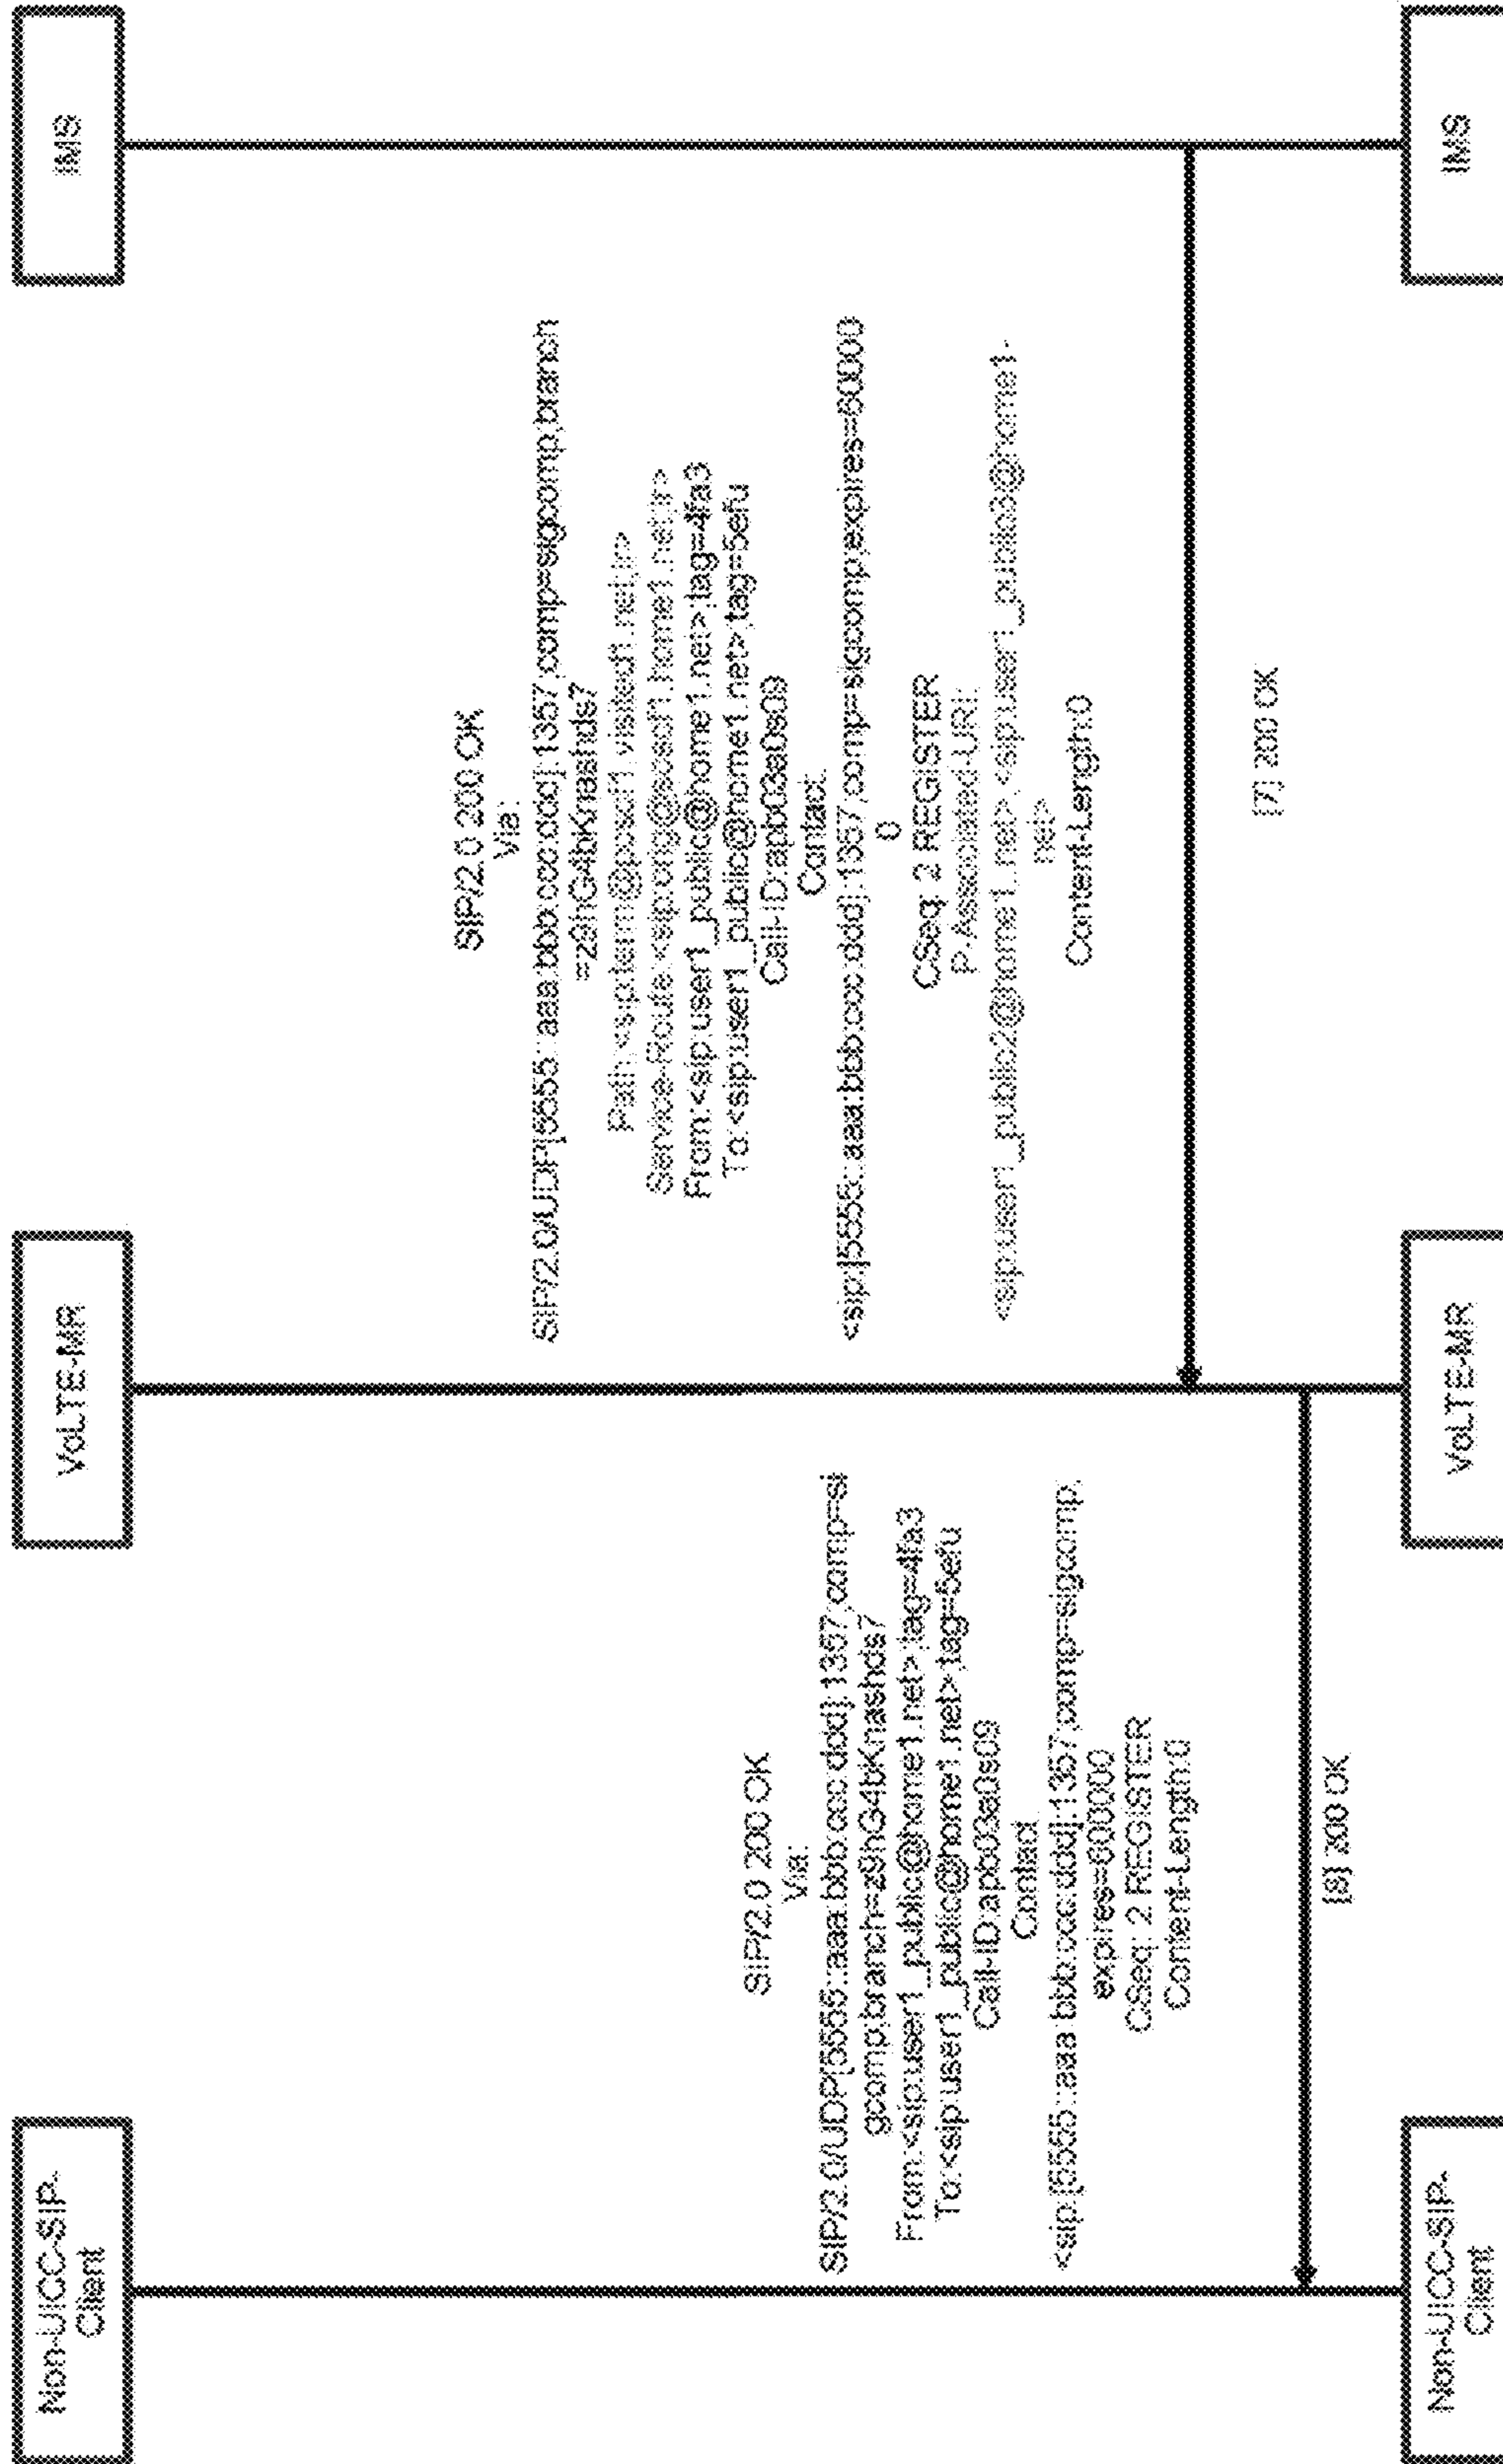 Non-UICC-SIP-
Client
VoLTE-MR
IMS
SIP/2.0 200 OK
Via:
SIP/2.0/UDP[5555::aaa:bbb:ccc:ddd]:1357;comp=sigcomp;branch
=z9hG4bKnashds7
Path:<sip:term@pcscf1.visited1.net;lr>
Service-Route:<sip:orig@scscf1.home1.net;lr>
From:<sip:user1_public@home1.net>;tag=4fa3
To:<sip:user1_public@home1.net>;tag=5efu
Call-ID:apb03a0s09
Contact:
<sip:[5555::aaa:bbb:ccc:ddd]:1357;comp=sigcomp;expires=60000
0
CSeq: 2 REGISTER
P-Associated-URI:
<sip:user1_public2@home1.net>,<sip:user1_public3@home1.
net>
Content-Length:0
[7] 200 OK
SIP/2.0 200 OK
Via:
SIP/2.0/UDP[5555::aaa:bbb:ccc:ddd]:1357;comp=si
gcomp;branch=z9hG4bKnashds7
From:<sip:user1_public@home1.net>;tag=4fa3
To:<sip:user1_public@home1.net>;tag=5efu
Call-ID:apb03a0s09
Contact:
<sip:[5555::aaa:bbb:ccc:ddd]:1357;comp=sigcomp;
expires=600000
CSeq: 2 REGISTER
Content-Length:0
[8] 200 OK
Non-UICC-SIP-
Client
VoLTE-MR
IMS